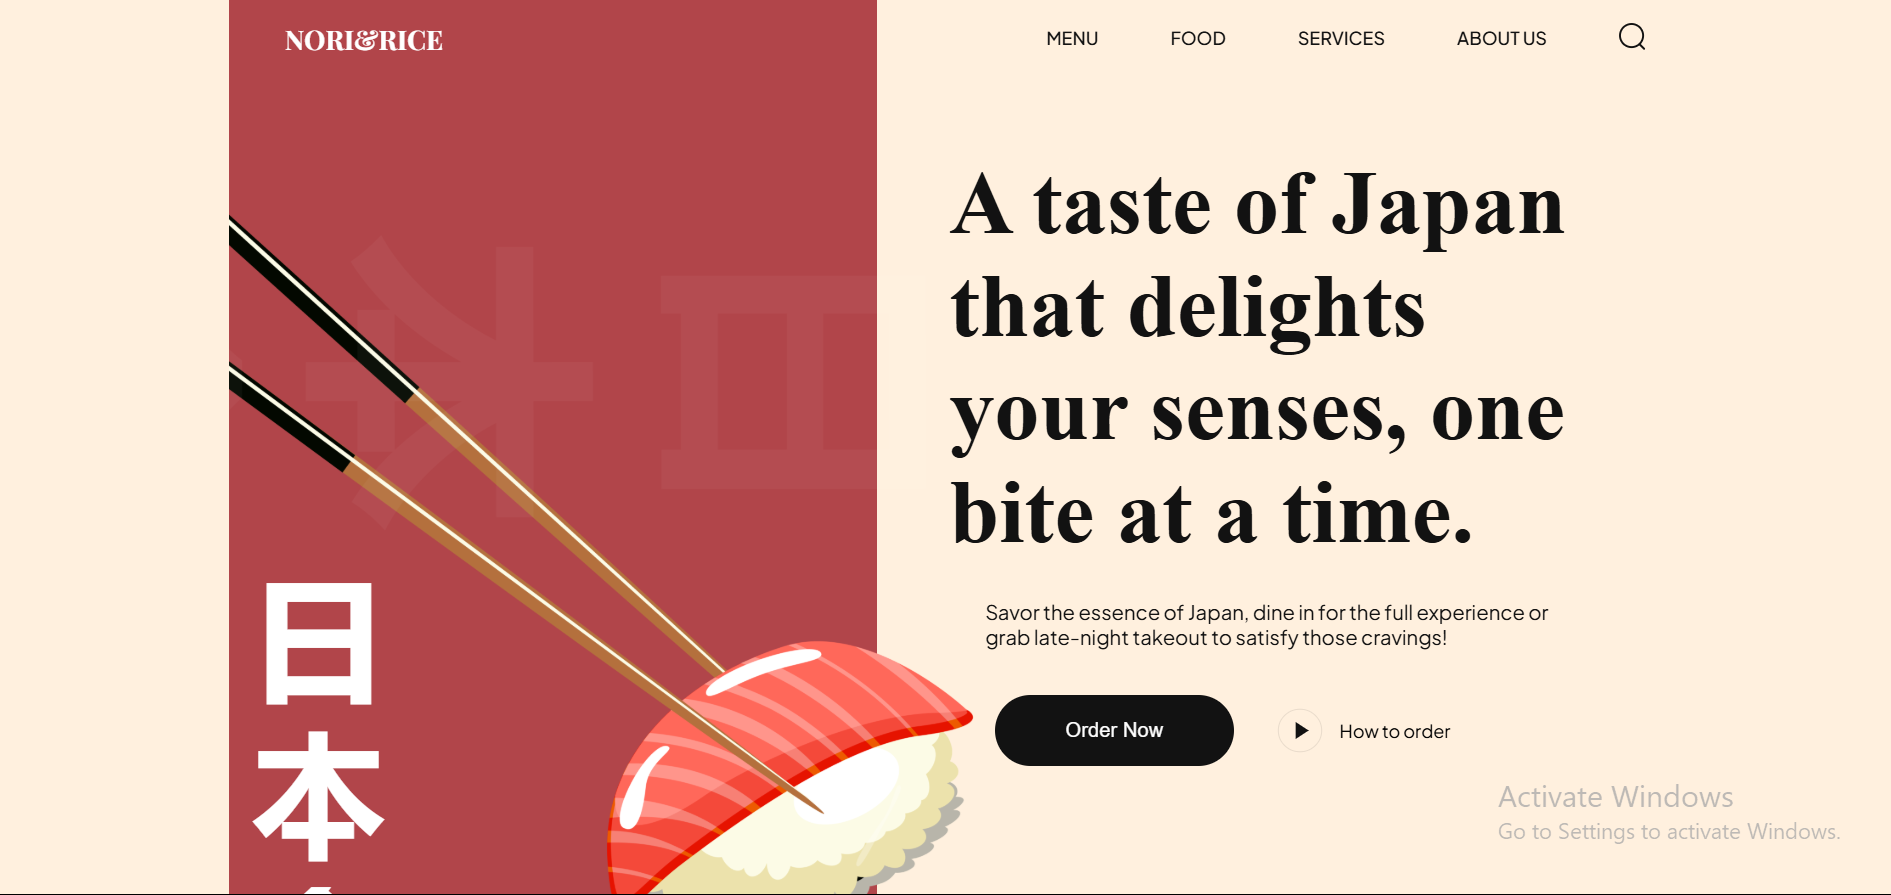 NORI&RICE
MENU
FOOD
SERVICES
ABOUT US
A taste of Japan
that delights
your senses, one
bite at a time.
Savor the essence of Japan, dine in for the full experience or
grab late-night takeout to satisfy those cravings!
Order Now
How to order
日
本
Activate Windows
Go to Settings to activate Windows.